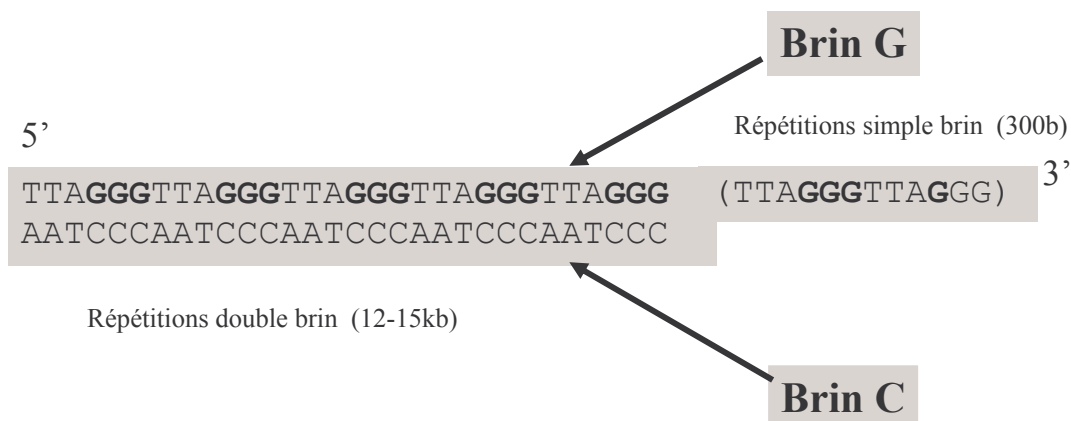 Brin G
Répétitions simple brin (300b)
5’
3’
TTAGGGTTAGGGTTAGGGTTAGGGTTAGGG (TTAGGGTTAGGG)
AATCCCAATCCCAATCCCAATCCCAATCCC
Répétitions double brin (12-15kb)
Brin C